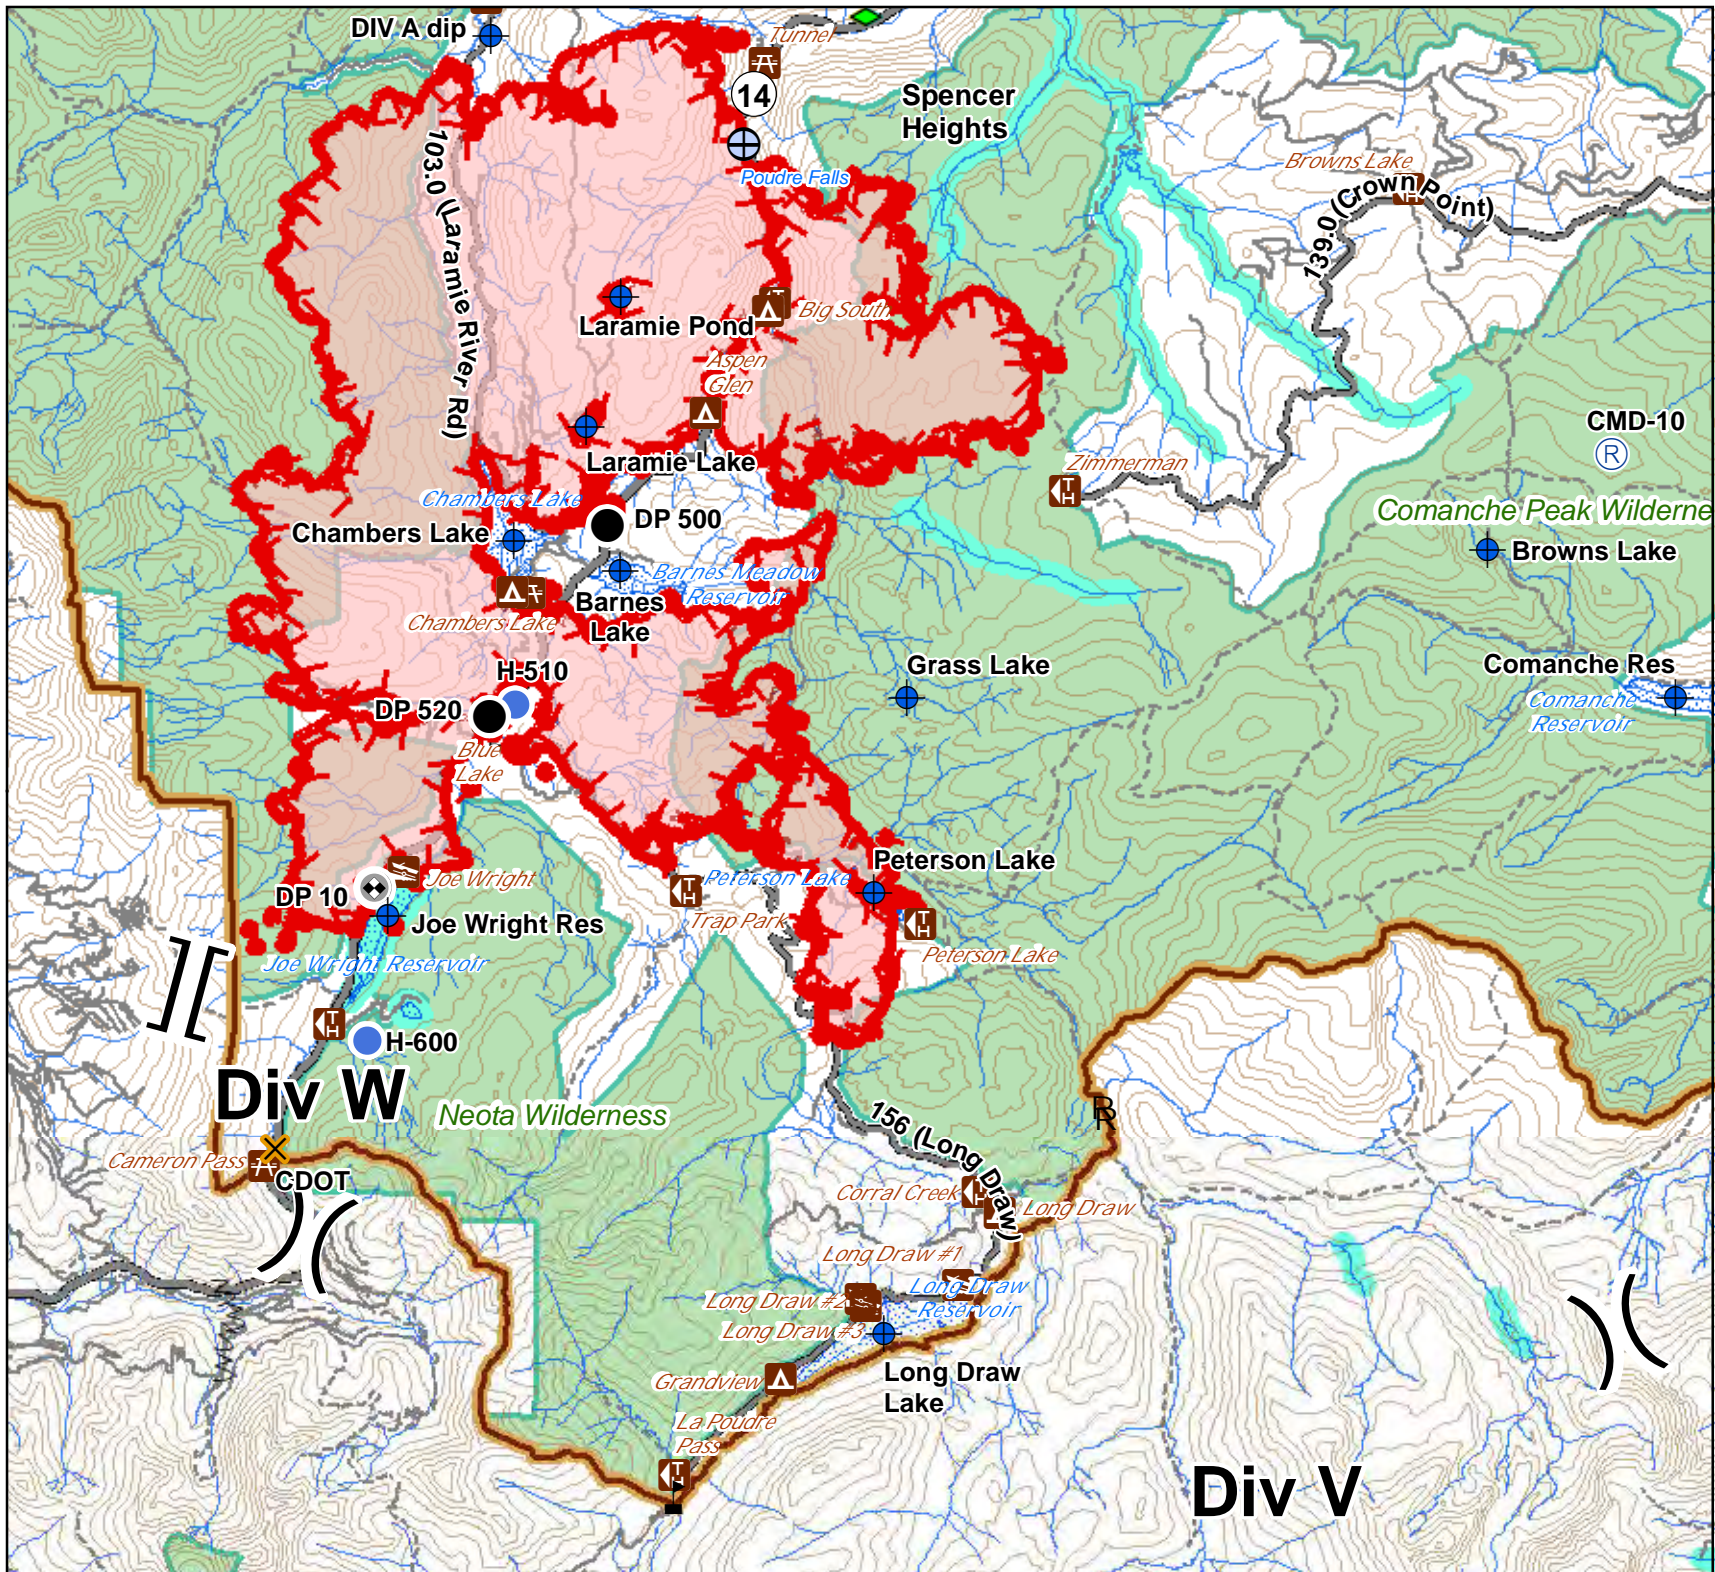 DIV A dip
Tunnel
14
Spencer
Heights
Poudre Falls
Browns Lake
103.0 (Laramie River Rd)
139.0 (Crown Point)
Laramie Pond
Big South
Aspen
Glen
CMD-10
R
Laramie Lake
Zimmerman
TH
Chambers Lake
DP 500
Comanche Peak Wilderne
Chambers Lake
Browns Lake
Barnes Meadow
Reservoir
Barnes
Lake
Chambers Lake
Grass Lake
Comanche Res
Comanche
Reservoir
H-510
DP 520
Blue
Lake
Peterson Lake
Peterson Lake
Joe Wright
DP 10
TH
Trap Park
Joe Wright Res
TH
Peterson Lake
Joe Wright Reservoir
TH
H-600
Div W
Neota Wilderness
156 (Long Draw)
R
R
Cameron Pass
CDOT
Corral Creek
Long Draw
Long Draw #1
Long Draw
Reservoir
Long Draw #2
Long Draw #3
Long Draw
Lake
Grandview
La Poudre
Pass
TH
Div V